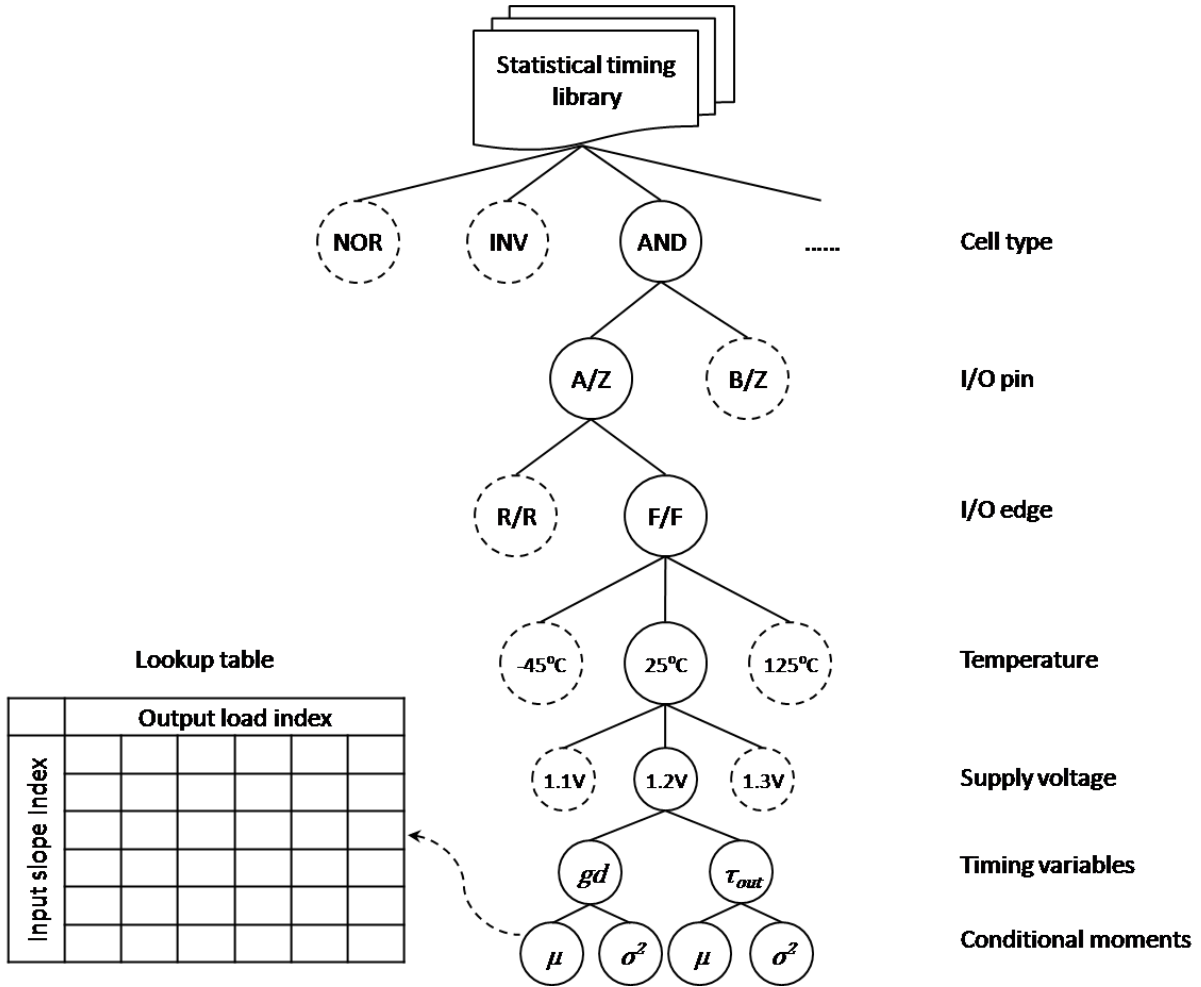 Statistical timing
library
NOR INV AND ...... Cell type
A/Z B/Z I/O pin
R/R F/F I/O edge
Lookup table
-45°C 25°C 125°C Temperature
Output load index
Input slope Index
1.1V 1.2V 1.3V Supply voltage
gd τout Timing variables
μ σ² μ σ² Conditional moments